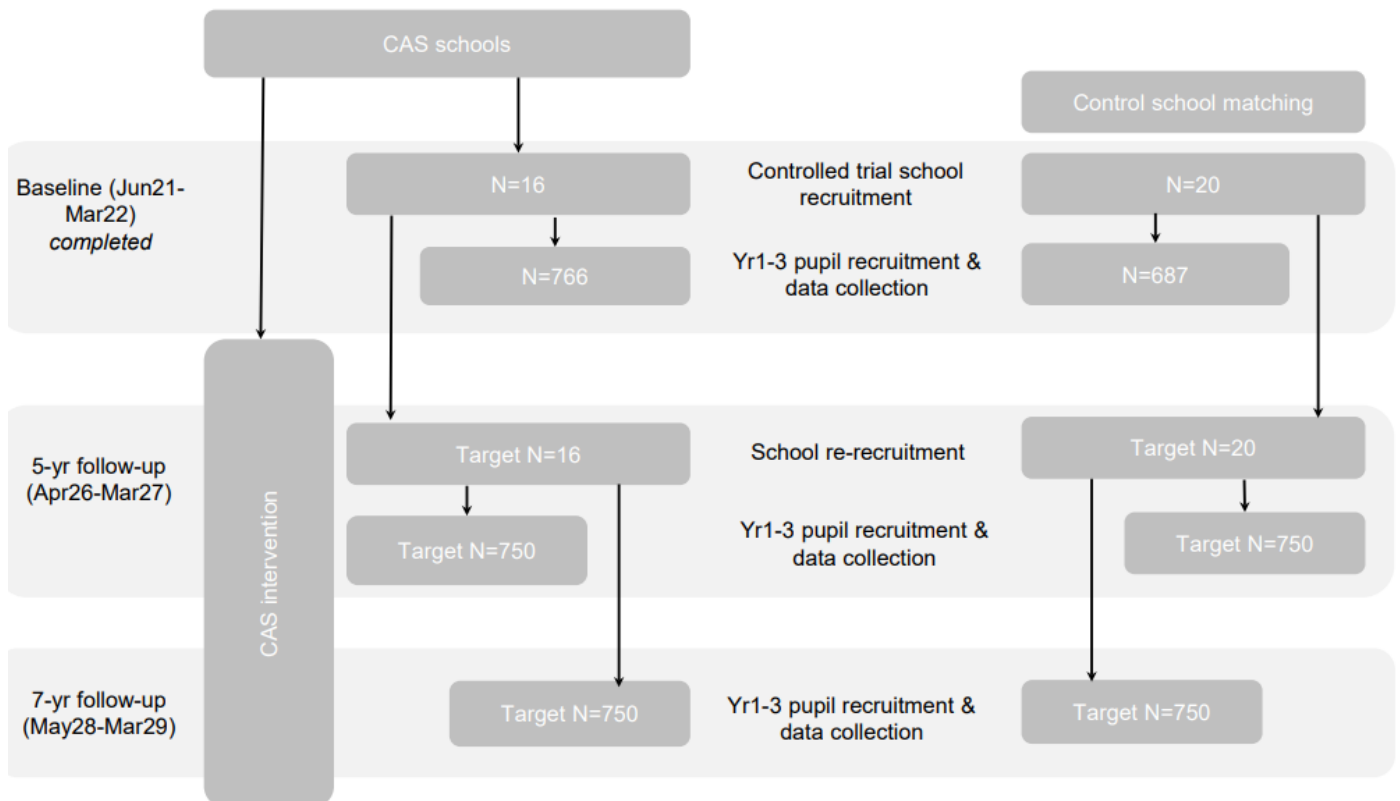 CAS schools
Control school matching
Baseline (Jun21-
Mar22)
completed
N=16
Controlled trial school
recruitment
N=20
N=766
Yr1-3 pupil recruitment &
data collection
N=687
CAS intervention
5-yr follow-up
(Apr26-Mar27)
Target N=16
School re-recruitment
Target N=20
Target N=750
Yr1-3 pupil recruitment &
data collection
Target N=750
7-yr follow-up
(May28-Mar29)
Target N=750
Yr1-3 pupil recruitment &
data collection
Target N=750